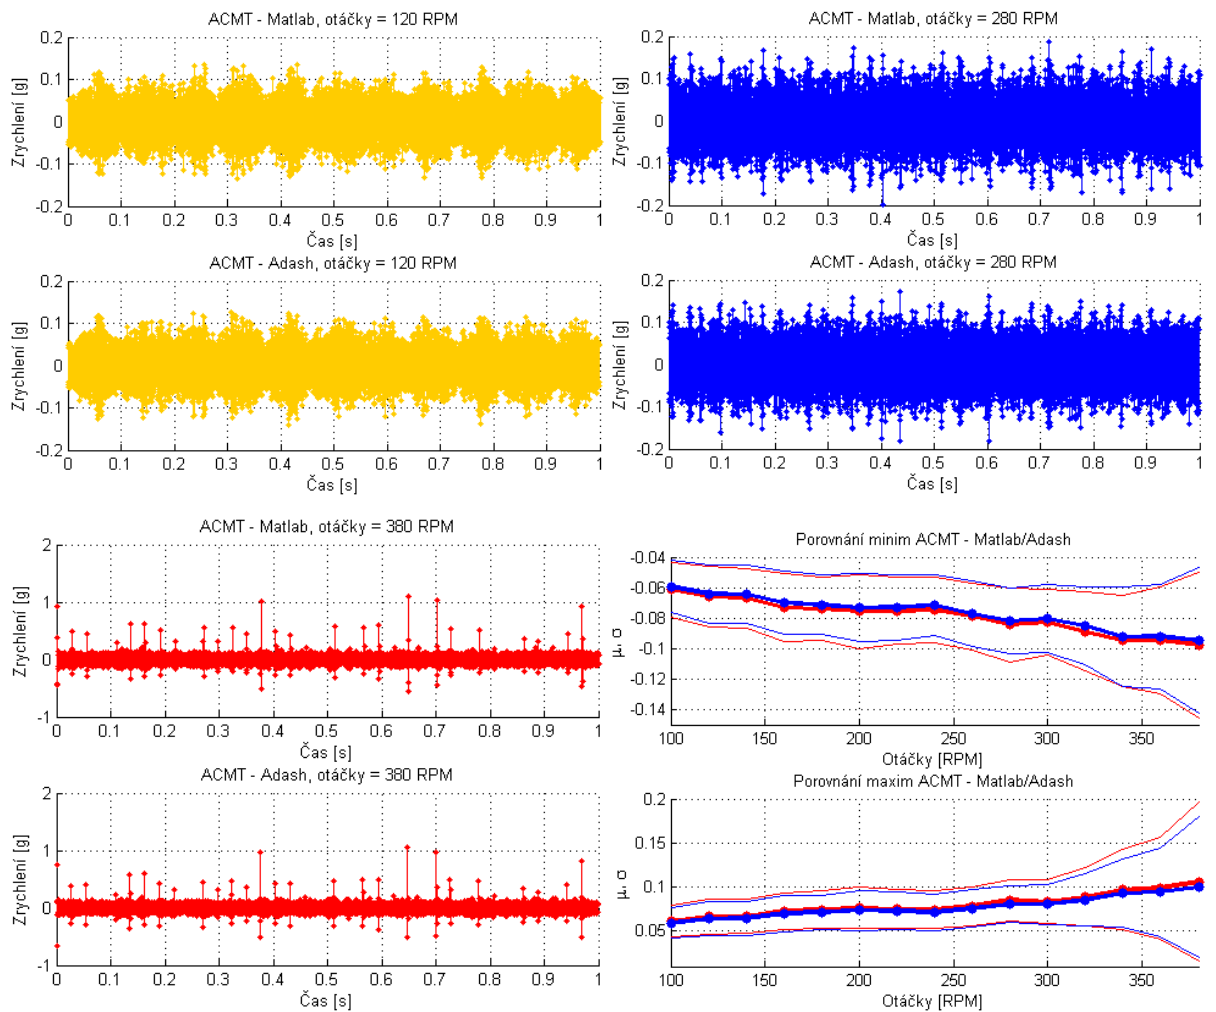 ACMT - Matlab, otáčky = 120 RPM
Zrychlení [g]
0.2
0.1
0
-0.1
-0.2
0 0.1 0.2 0.3 0.4 0.5 0.6 0.7 0.8 0.9 1
Čas [s]
ACMT - Matlab, otáčky = 280 RPM
Zrychlení [g]
0.2
0.1
0
-0.1
-0.2
0 0.1 0.2 0.3 0.4 0.5 0.6 0.7 0.8 0.9 1
Čas [s]
ACMT - Adash, otáčky = 120 RPM
Zrychlení [g]
0.2
0.1
0
-0.1
-0.2
0 0.1 0.2 0.3 0.4 0.5 0.6 0.7 0.8 0.9 1
Čas [s]
ACMT - Adash, otáčky = 280 RPM
Zrychlení [g]
0.2
0.1
0
-0.1
-0.2
0 0.1 0.2 0.3 0.4 0.5 0.6 0.7 0.8 0.9 1
Čas [s]
ACMT - Matlab, otáčky = 380 RPM
Zrychlení [g]
2
1
0
-1
0 0.1 0.2 0.3 0.4 0.5 0.6 0.7 0.8 0.9 1
Čas [s]
Porovnání minim ACMT - Matlab/Adash
μ, σ
-0.04
-0.06
-0.08
-0.1
-0.12
-0.14
100 150 200 250 300 350
Otáčky [RPM]
ACMT - Adash, otáčky = 380 RPM
Zrychlení [g]
2
1
0
-1
0 0.1 0.2 0.3 0.4 0.5 0.6 0.7 0.8 0.9 1
Čas [s]
Porovnání maxim ACMT - Matlab/Adash
μ, σ
0.2
0.15
0.1
0.05
100 150 200 250 300 350
Otáčky [RPM]